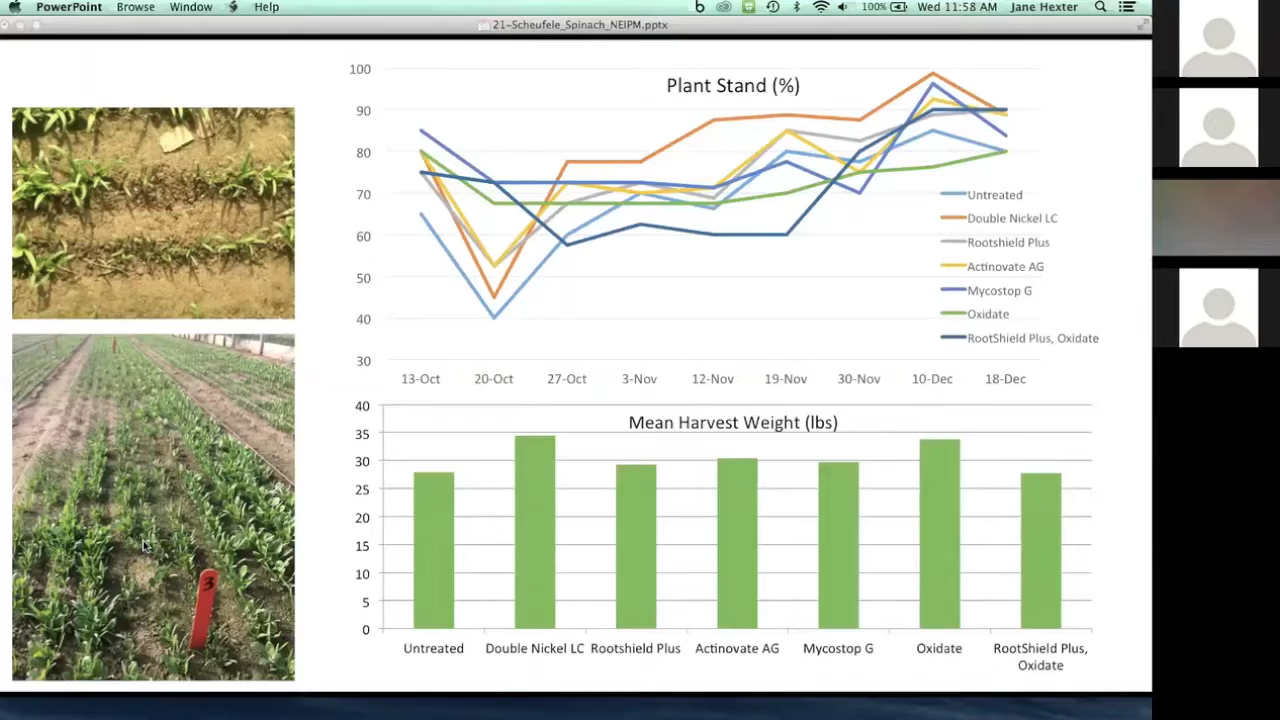 PowerPoint Browse Window Help 100% Wed 11:58 AM Jane Hexter
21-Scheufele_Spinach_NEIPM.pptx
Plant Stand (%)
100
90
80
70
60
50
40
30
13-Oct 20-Oct 27-Oct 3-Nov 12-Nov 19-Nov 30-Nov 10-Dec 18-Dec
Untreated
Double Nickel LC
Rootshield Plus
Actinovate AG
Mycostop G
Oxidate
RootShield Plus, Oxidate
Mean Harvest Weight (lbs)
40
35
30
25
20
15
10
5
0
Untreated Double Nickel LC Rootshield Plus Actinovate AG Mycostop G Oxidate RootShield Plus,
Oxidate
3